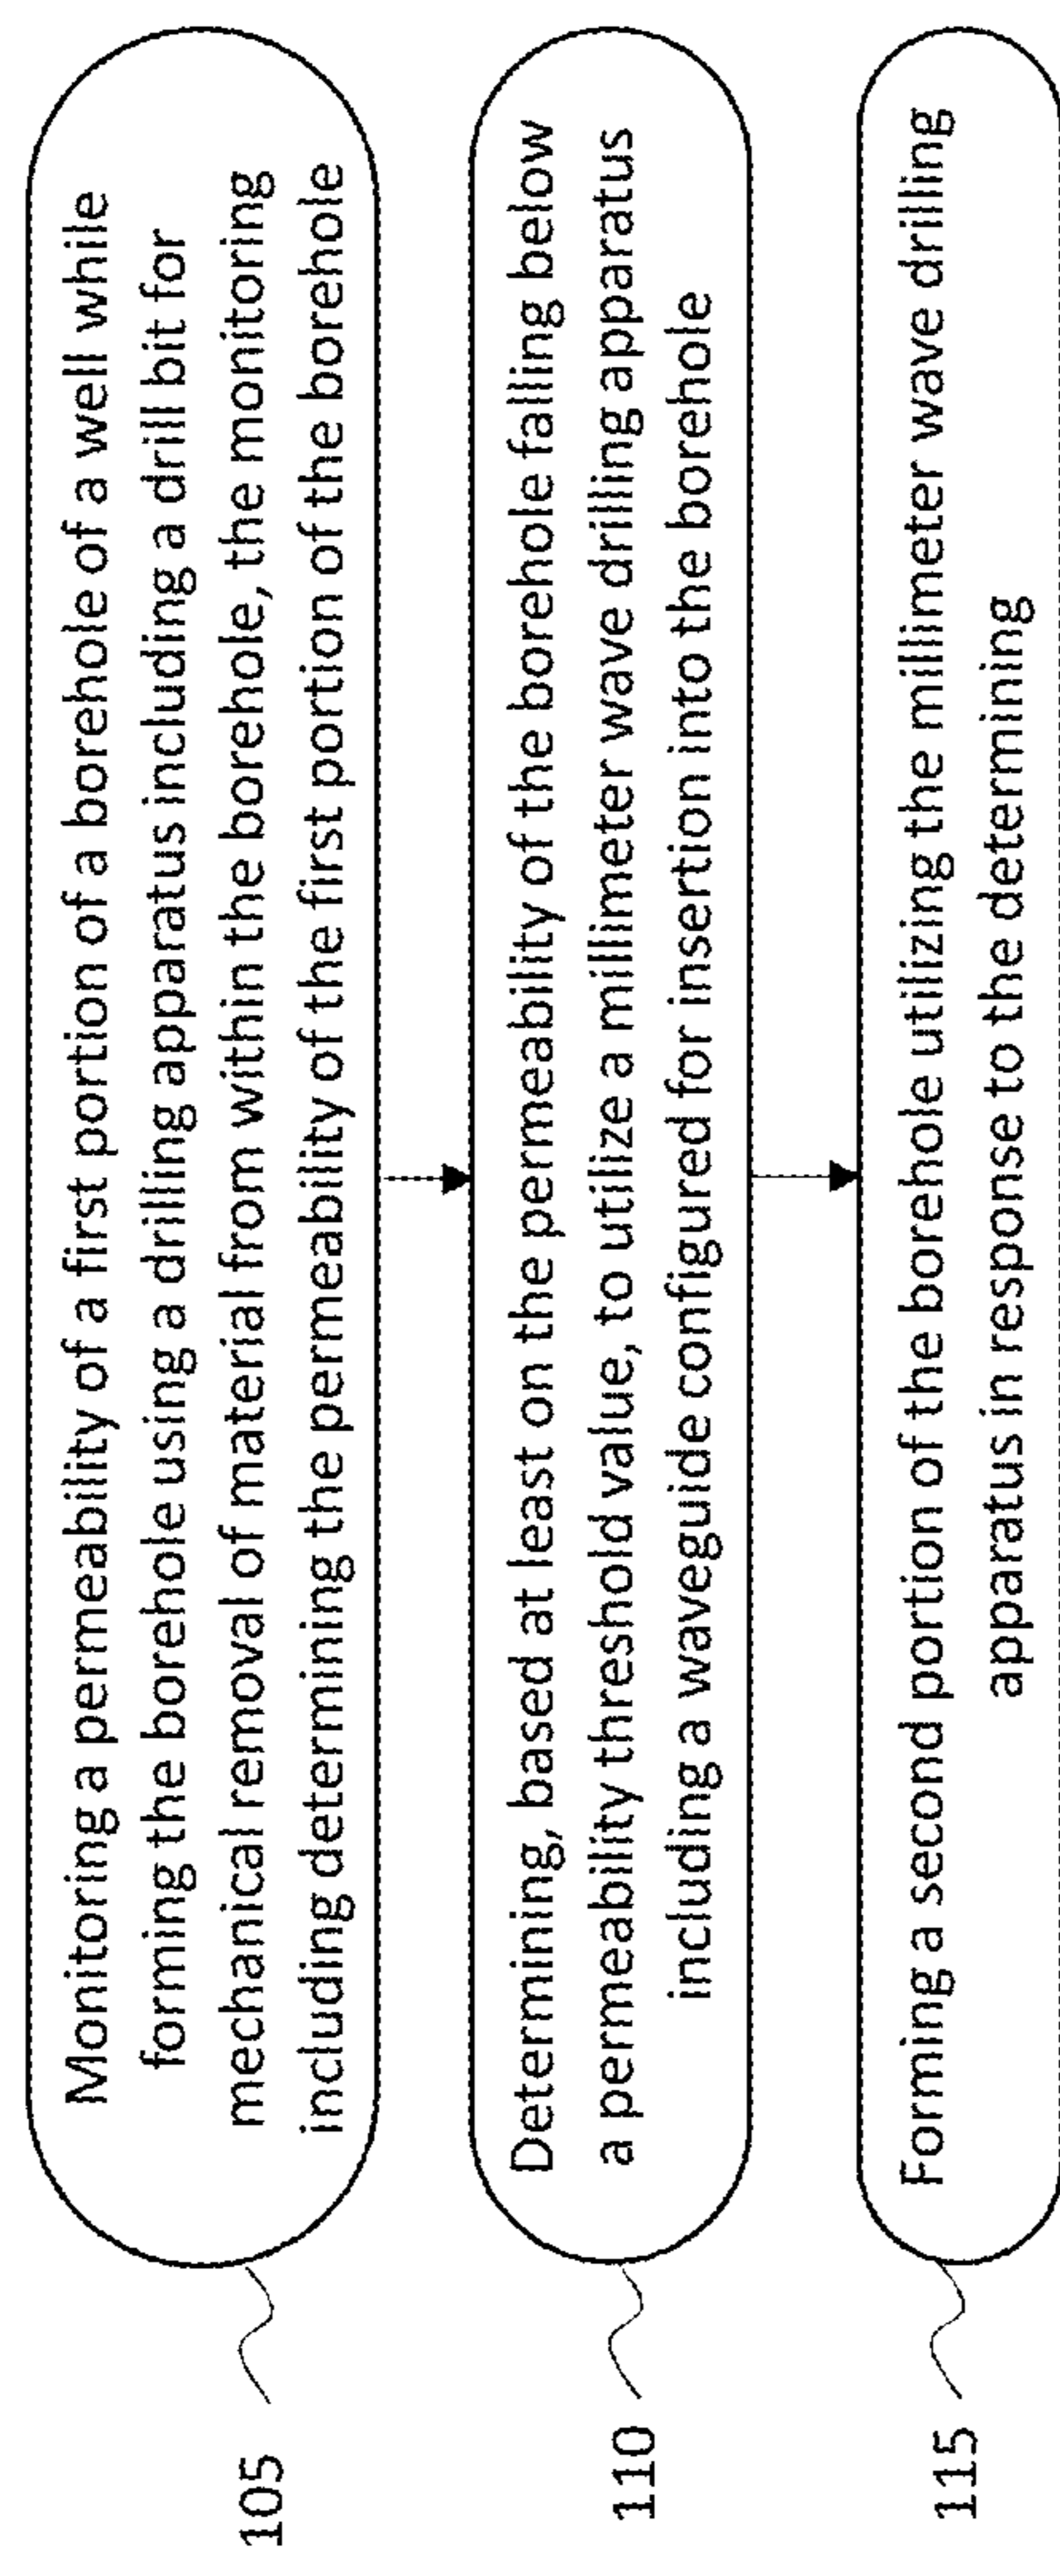 105
Monitoring a permeability of a first portion of a borehole of a well while
forming the borehole using a drilling apparatus including a drill bit for
mechanical removal of material from within the borehole, the monitoring
including determining the permeability of the first portion of the borehole
110
Determining, based at least on the permeability of the borehole falling below
a permeability threshold value, to utilize a millimeter wave drilling apparatus
including a waveguide configured for insertion into the borehole
115
Forming a second portion of the borehole utilizing the millimeter wave drilling
apparatus in response to the determining